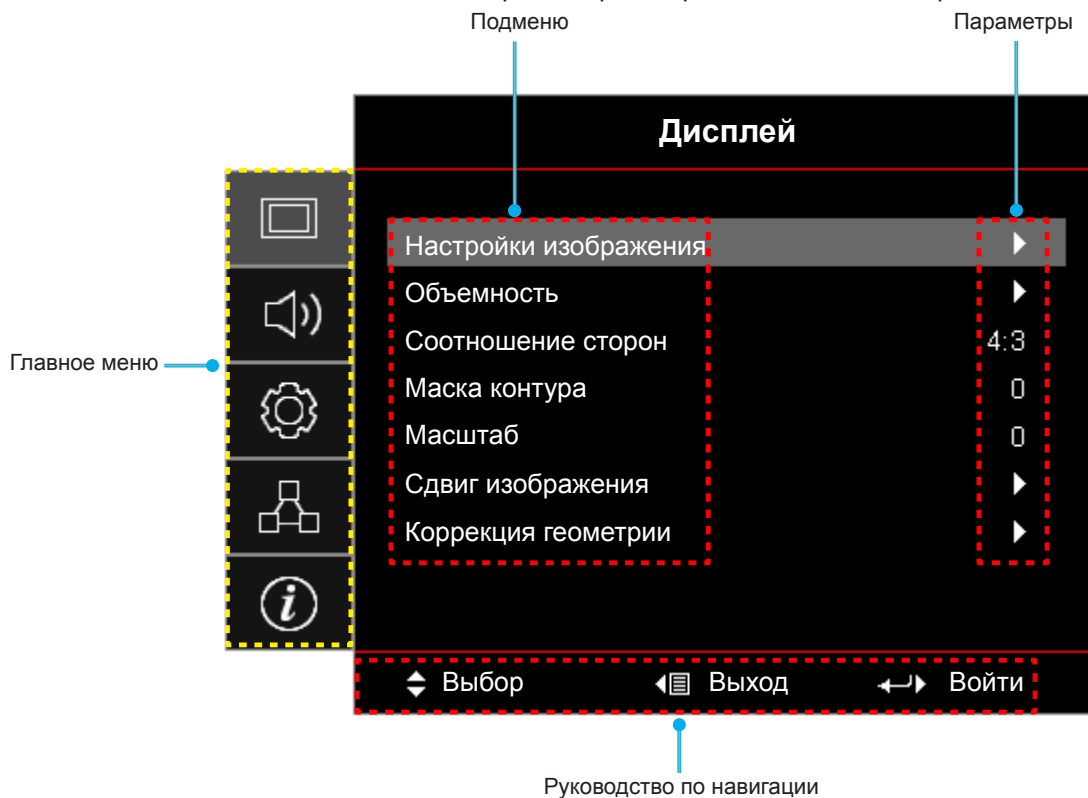 Подменю
Параметры
Дисплей
Настройки изображения
Объемность
Соотношение сторон 4:3
Маска контура 0
Масштаб 0
Сдвиг изображения
Коррекция геометрии
Главное меню
i
Выбор Выход Войти
Руководство по навигации